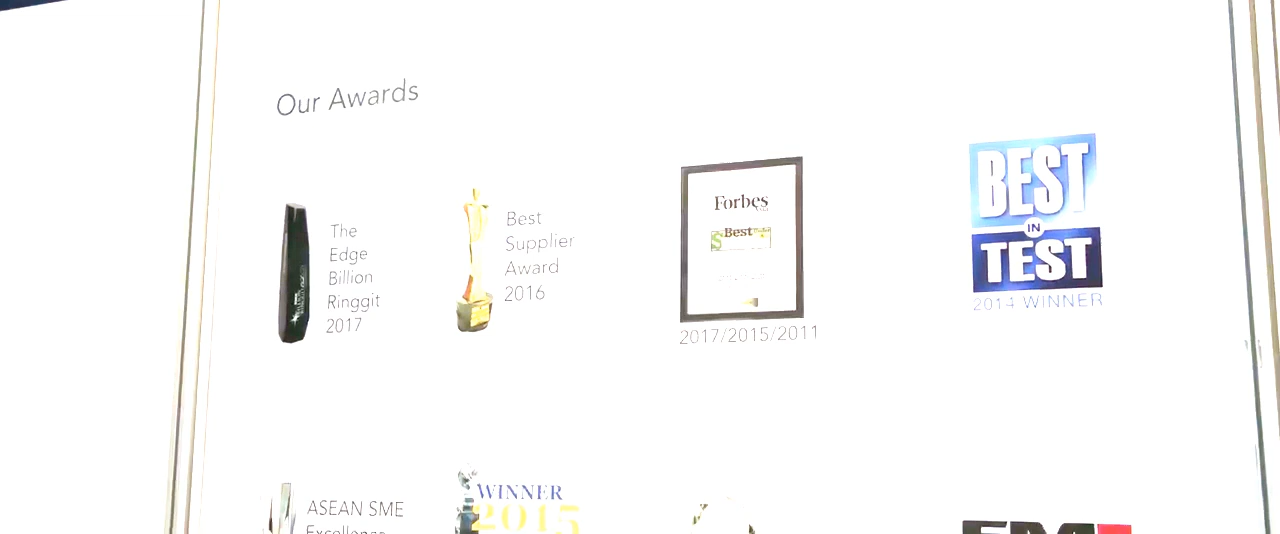 Our Awards
The
Edge
Billion
Ringgit
2017
Best
Supplier
Award
2016
Forbes
Best
2017/2015/2011
BEST
IN
TEST
2014 WINNER
ASEAN SME
Excellence
WINNER
2015